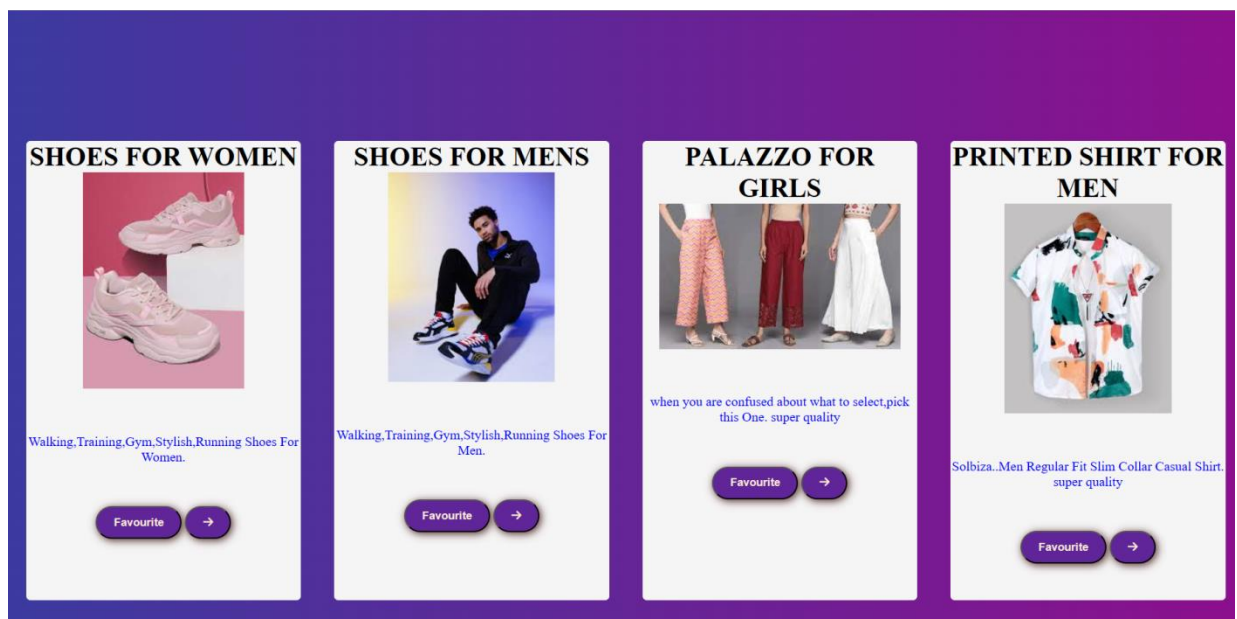 SHOES FOR WOMEN
Walking,Training,Gym,Stylish,Running Shoes For
Women.
Favourite
SHOES FOR MENS
Walking,Training,Gym,Stylish,Running Shoes For
Men.
Favourite
PALAZZO FOR
GIRLS
when you are confused about what to select,pick
this One. super quality
Favourite
PRINTED SHIRT FOR
MEN
Solbiza..Men Regular Fit Slim Collar Casual Shirt.
super quality
Favourite